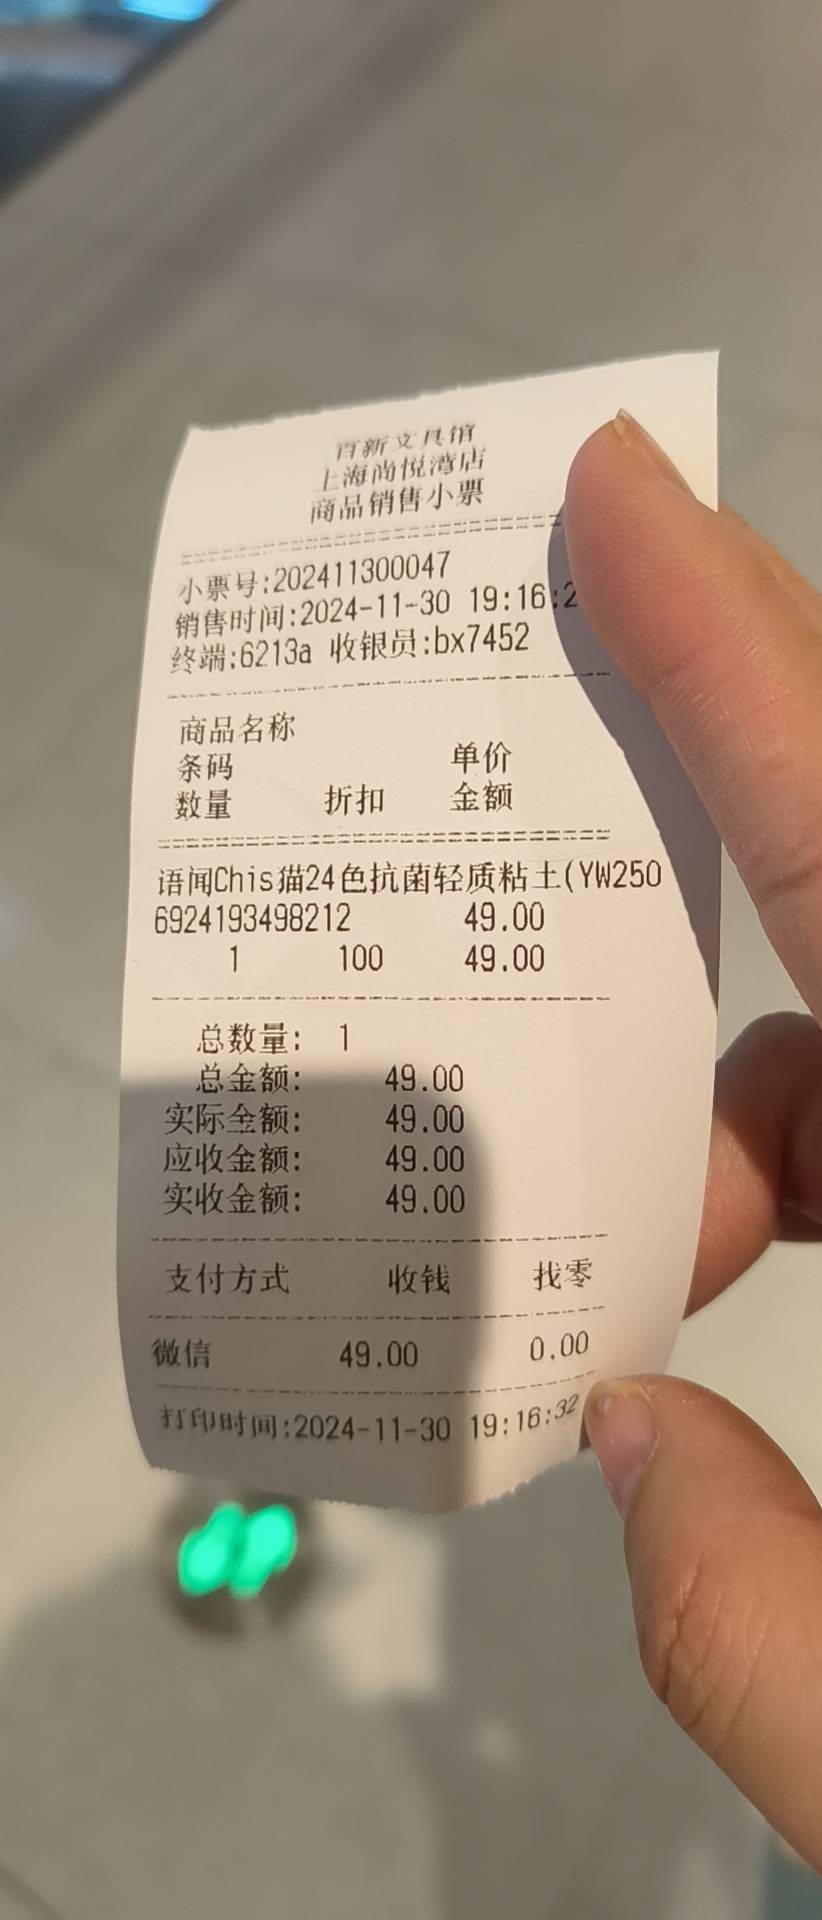 百新文具馆
上海尚悦湾店
商品销售小票
小票号:202411300047
销售时间:2024-11-30 19:16:2
终端:6213a 收银员:bx7452
商品名称
条码 单价
数量 折扣 金额
语闻Chis猫24色抗菌轻质粘土(YW250
6924193498212 49.00
1 100 49.00
总数量: 1
总金额: 49.00
实际金额: 49.00
应收金额: 49.00
实收金额: 49.00
支付方式 收钱 找零
微信 49.00 0.00
打印时间:2024-11-30 19:16:32